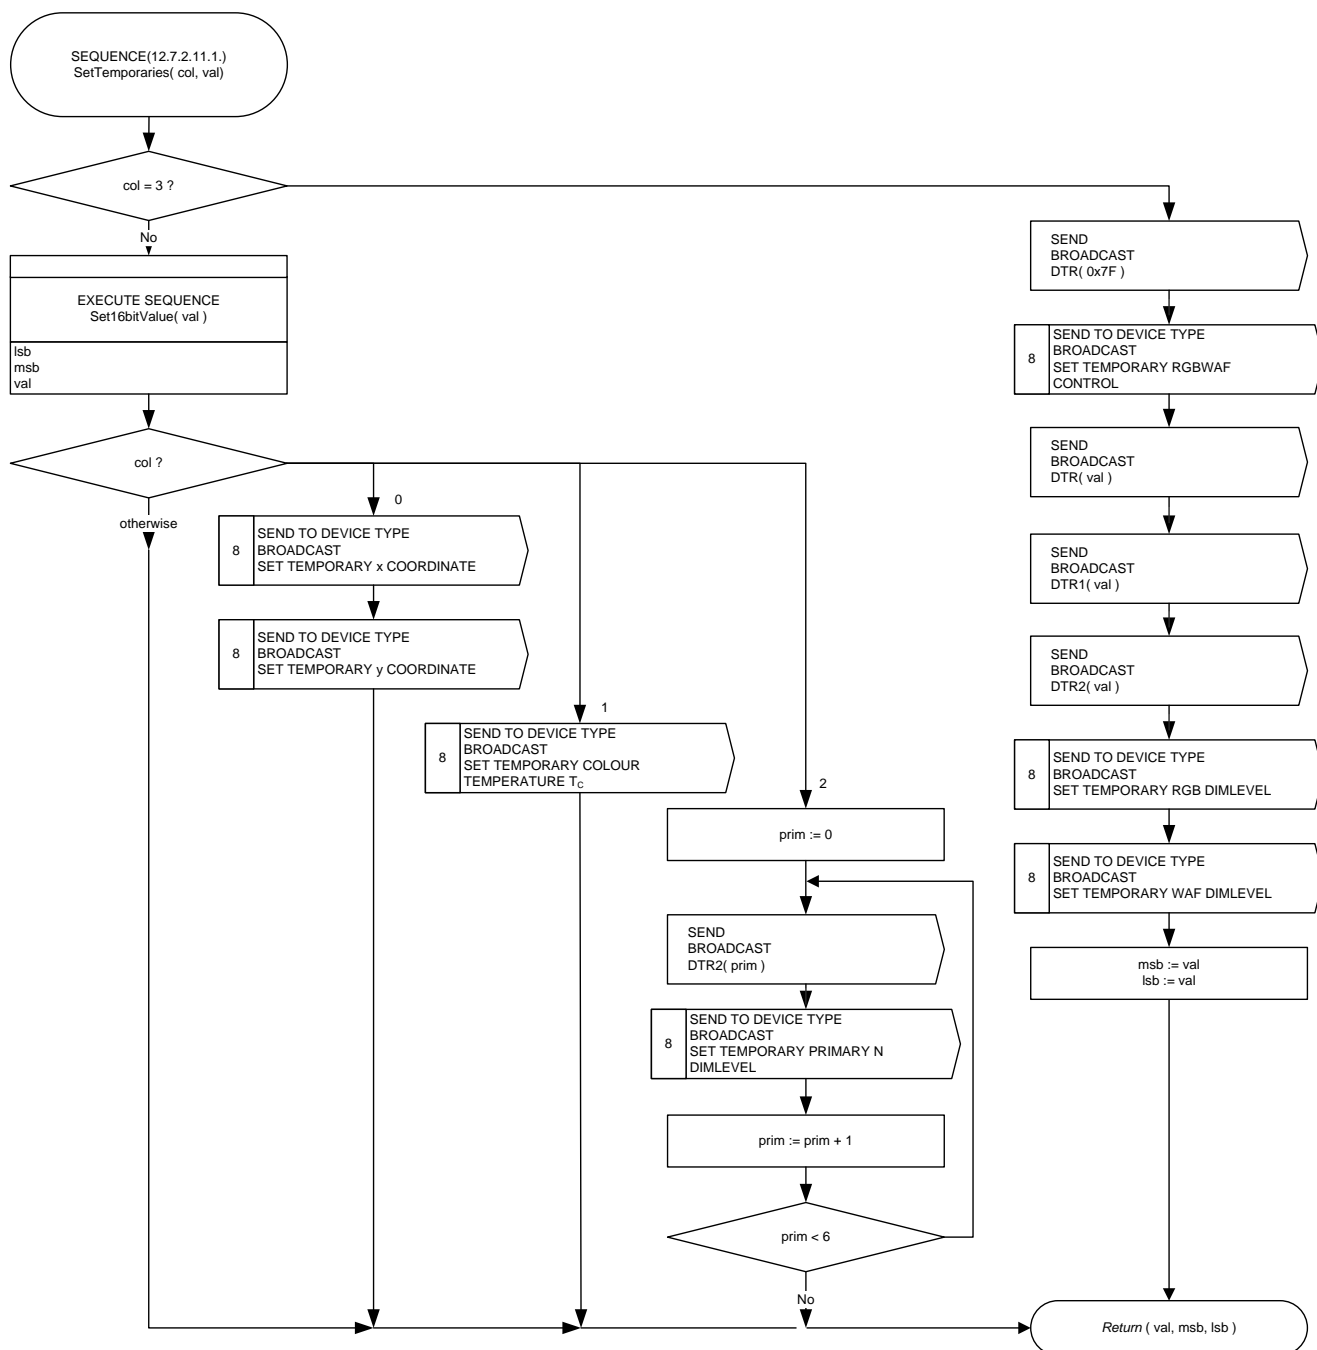 SEQUENCE(12.7.2.11.1.)
SetTemporaries( col, val)
col = 3 ?
No
EXECUTE SEQUENCE
Set16bitValue( val )
lsb
msb
val
col ?
otherwise
0
8
SEND TO DEVICE TYPE
BROADCAST
SET TEMPORARY x COORDINATE
8
SEND TO DEVICE TYPE
BROADCAST
SET TEMPORARY y COORDINATE
1
8
SEND TO DEVICE TYPE
BROADCAST
SET TEMPORARY COLOUR
TEMPERATURE TC
2
prim := 0
SEND
BROADCAST
DTR2( prim )
8
SEND TO DEVICE TYPE
BROADCAST
SET TEMPORARY PRIMARY N
DIMLEVEL
prim := prim + 1
prim < 6
No
SEND
BROADCAST
DTR( 0x7F )
8
SEND TO DEVICE TYPE
BROADCAST
SET TEMPORARY RGBWAF
CONTROL
SEND
BROADCAST
DTR( val )
SEND
BROADCAST
DTR1( val )
SEND
BROADCAST
DTR2( val )
8
SEND TO DEVICE TYPE
BROADCAST
SET TEMPORARY RGB DIMLEVEL
8
SEND TO DEVICE TYPE
BROADCAST
SET TEMPORARY WAF DIMLEVEL
msb := val
lsb := val
Return ( val, msb, lsb )